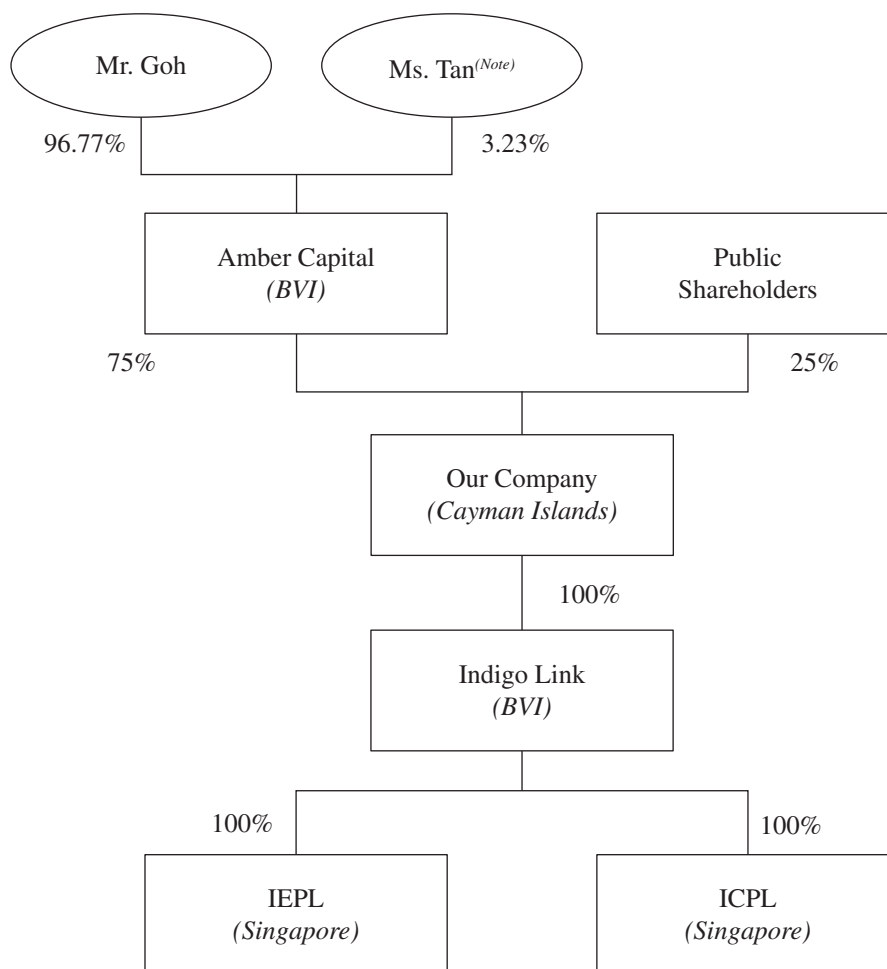 Mr. Goh
Ms. Tan(Note)
96.77%
3.23%
Amber Capital
(BVI)
Public
Shareholders
75%
25%
Our Company
(Cayman Islands)
100%
Indigo Link
(BVI)
100%
100%
IEPL
(Singapore)
ICPL
(Singapore)